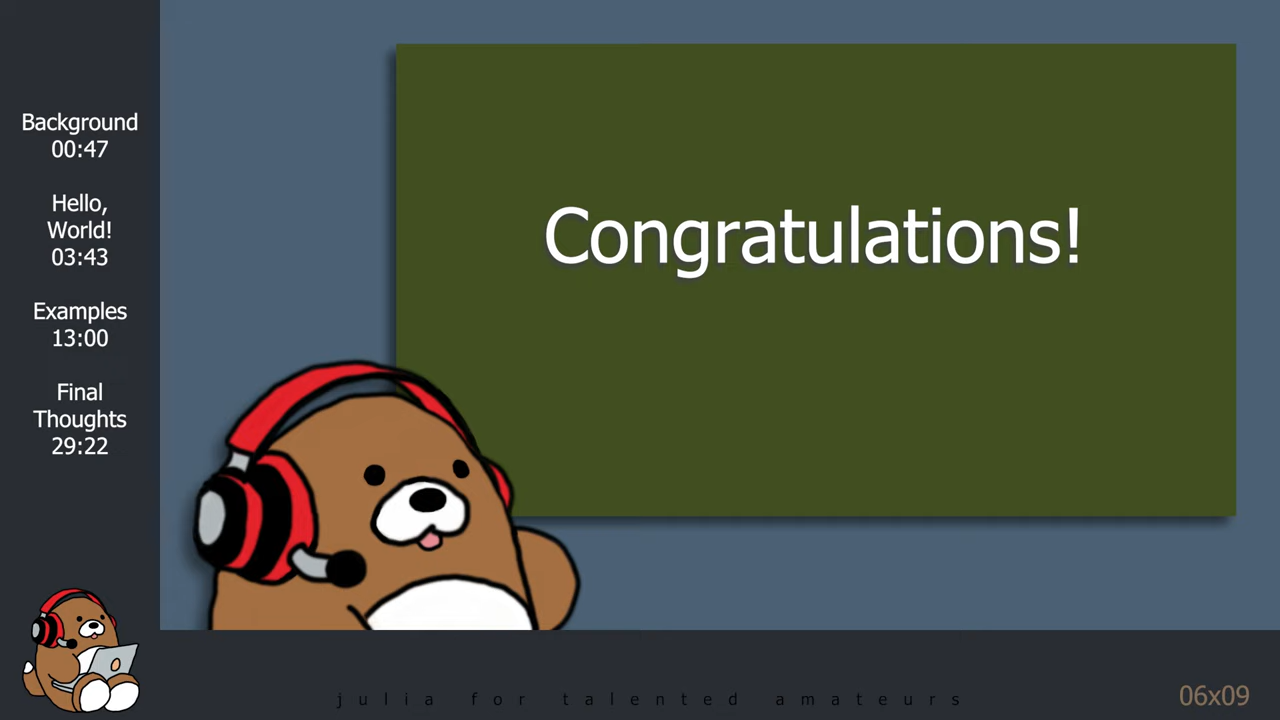 Background
00:47
Hello,
World!
03:43
Examples
13:00
Final
Thoughts
29:22
Congratulations!
julia for talented amateurs
06x09